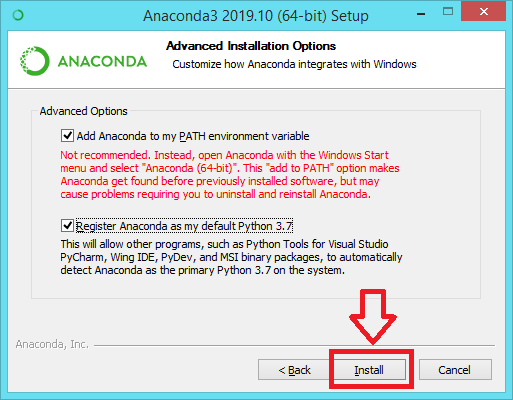 Anaconda3 2019.10 (64-bit) Setup
Advanced Installation Options
Customize how Anaconda integrates with Windows
ANACONDA
Advanced Options
Add Anaconda to my PATH environment variable
Not recommended. Instead, open Anaconda with the Windows Start
menu and select "Anaconda (64-bit)". This "add to PATH" option makes
Anaconda get found before previously installed software, but may
cause problems requiring you to uninstall and reinstall Anaconda.
Register Anaconda as my default Python 3.7
This will allow other programs, such as Python Tools for Visual Studio
PyCharm, Wing IDE, PyDev, and MSI binary packages, to automatically
detect Anaconda as the primary Python 3.7 on the system.
Anaconda, Inc.
< Back
Install
Cancel